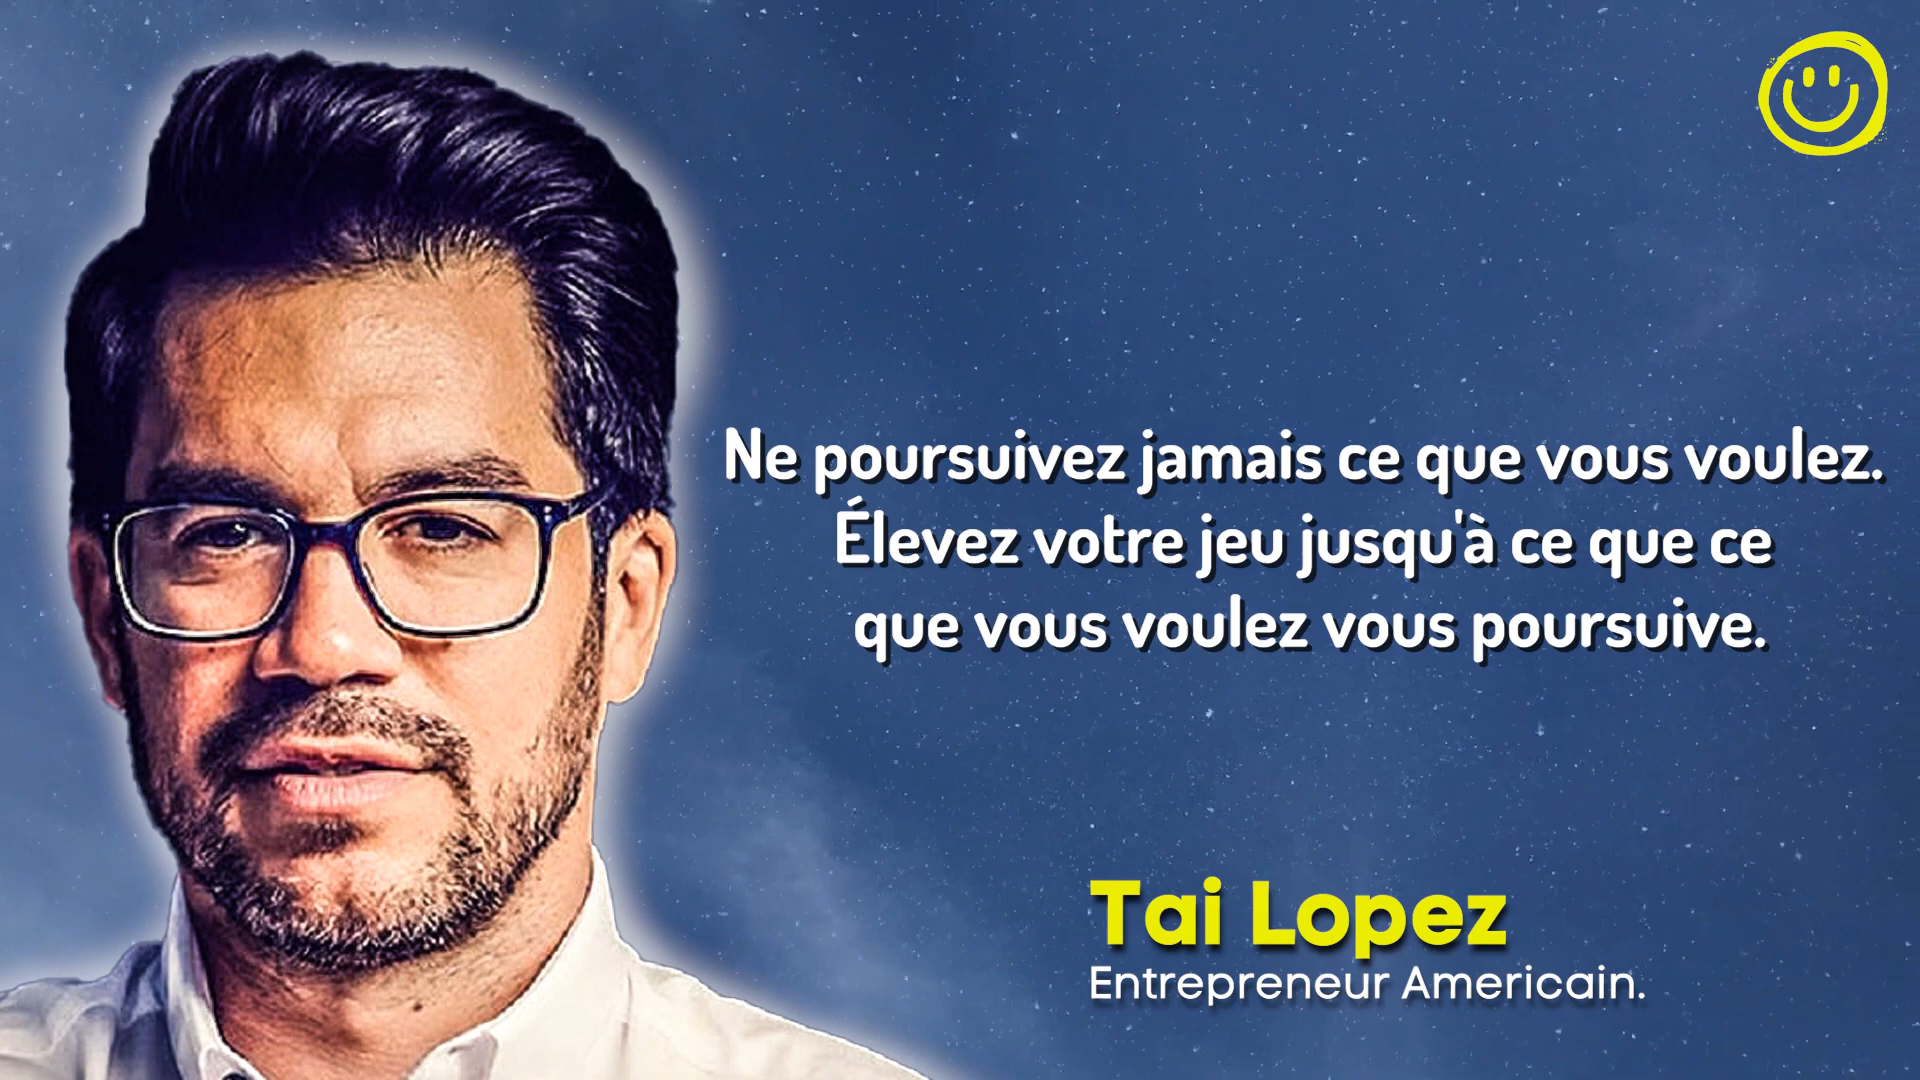 Ne poursuivez jamais ce que vous voulez.
Élevez votre jeu jusqu'à ce que ce
que vous voulez vous poursuive.
Tai Lopez
Entrepreneur Americain.